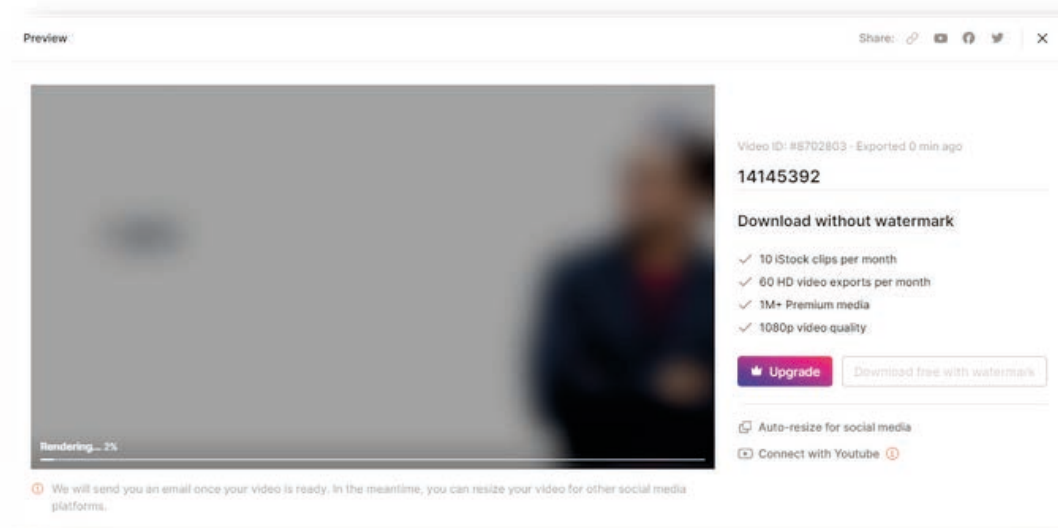 Preview
Share:
Video ID: #8702803 · Exported 0 min ago
14145392
Download without watermark
10 iStock clips per month
60 HD video exports per month
1M+ Premium media
1080p video quality
Upgrade
Download free with watermark
Auto-resize for social media
Connect with Youtube
Rendering... 2%
We will send you an email once your video is ready. In the meantime, you can resize your video for other social media
platforms.